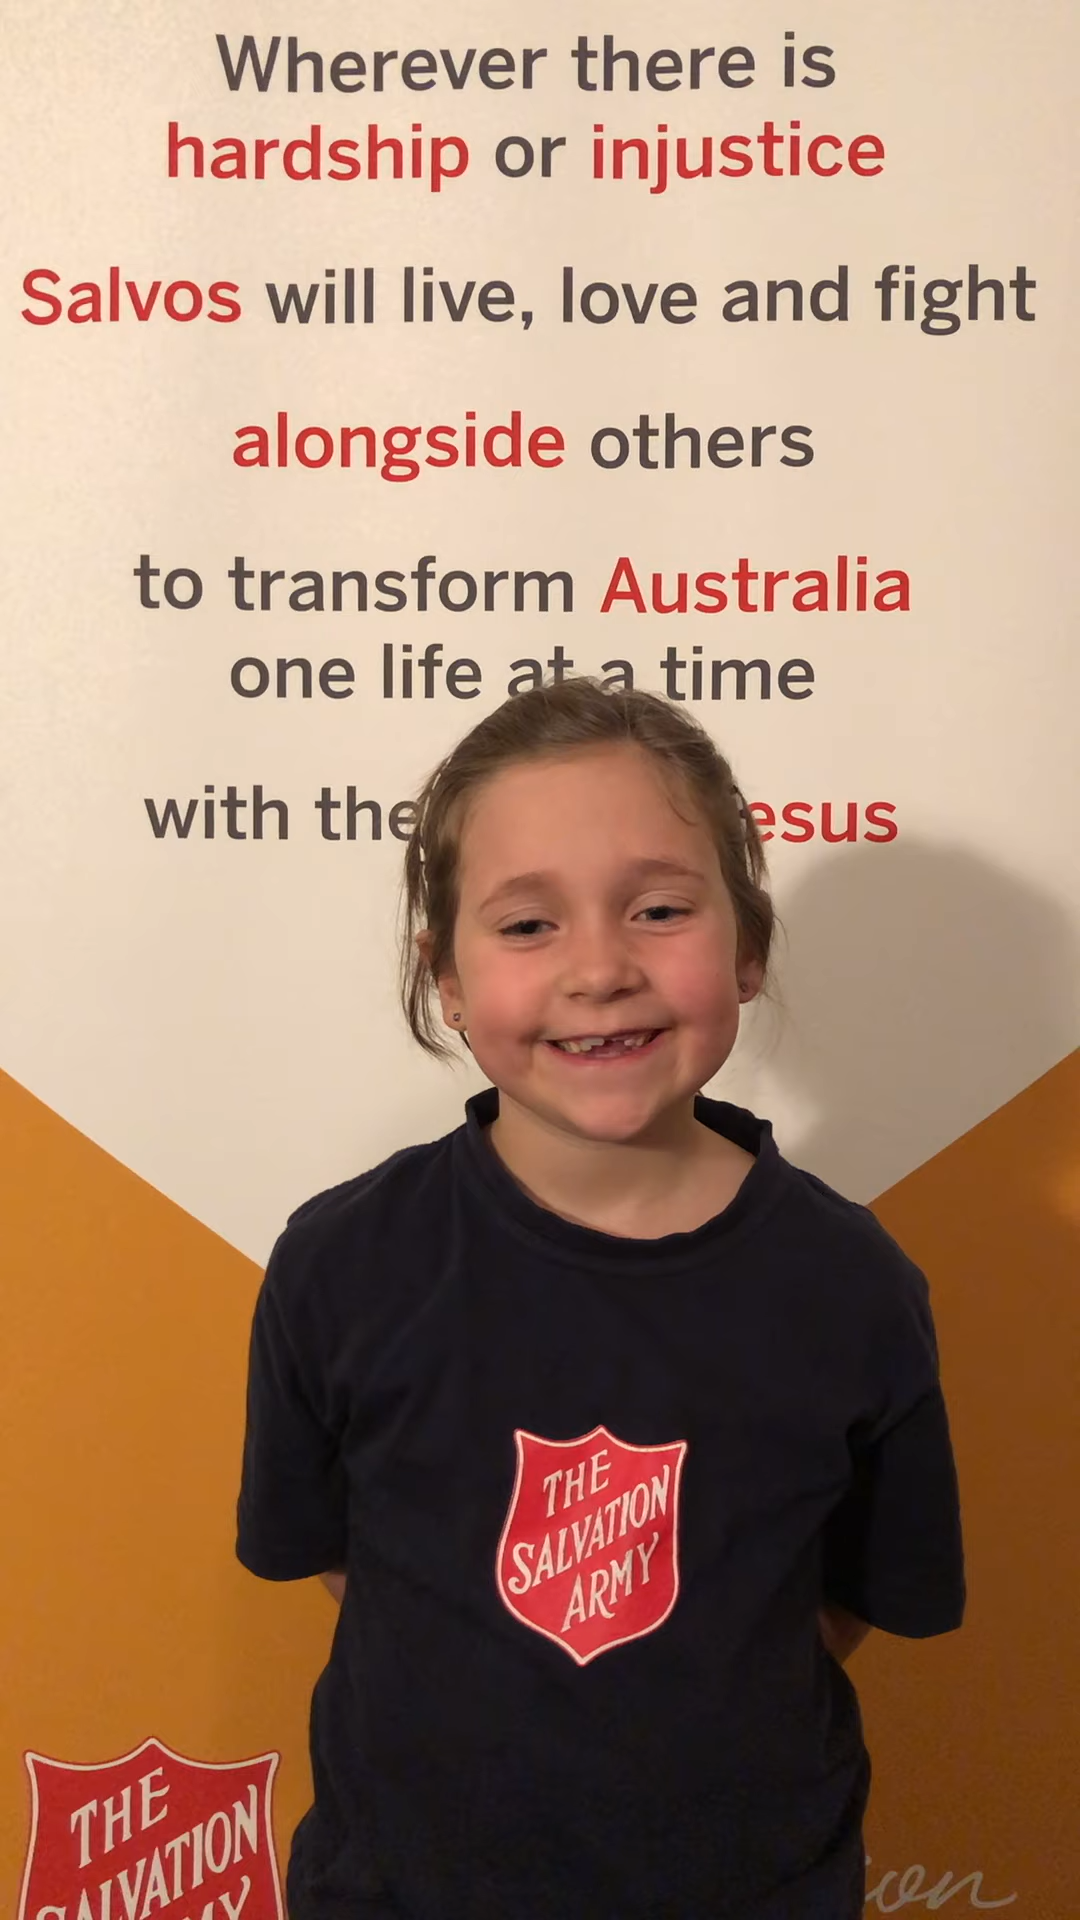 Wherever there is
hardship or injustice
Salvos will live, love and fight
alongside others
to transform Australia
one life at a time
with the esus
THE
SALVATION
ARMY
THE
SALVATION